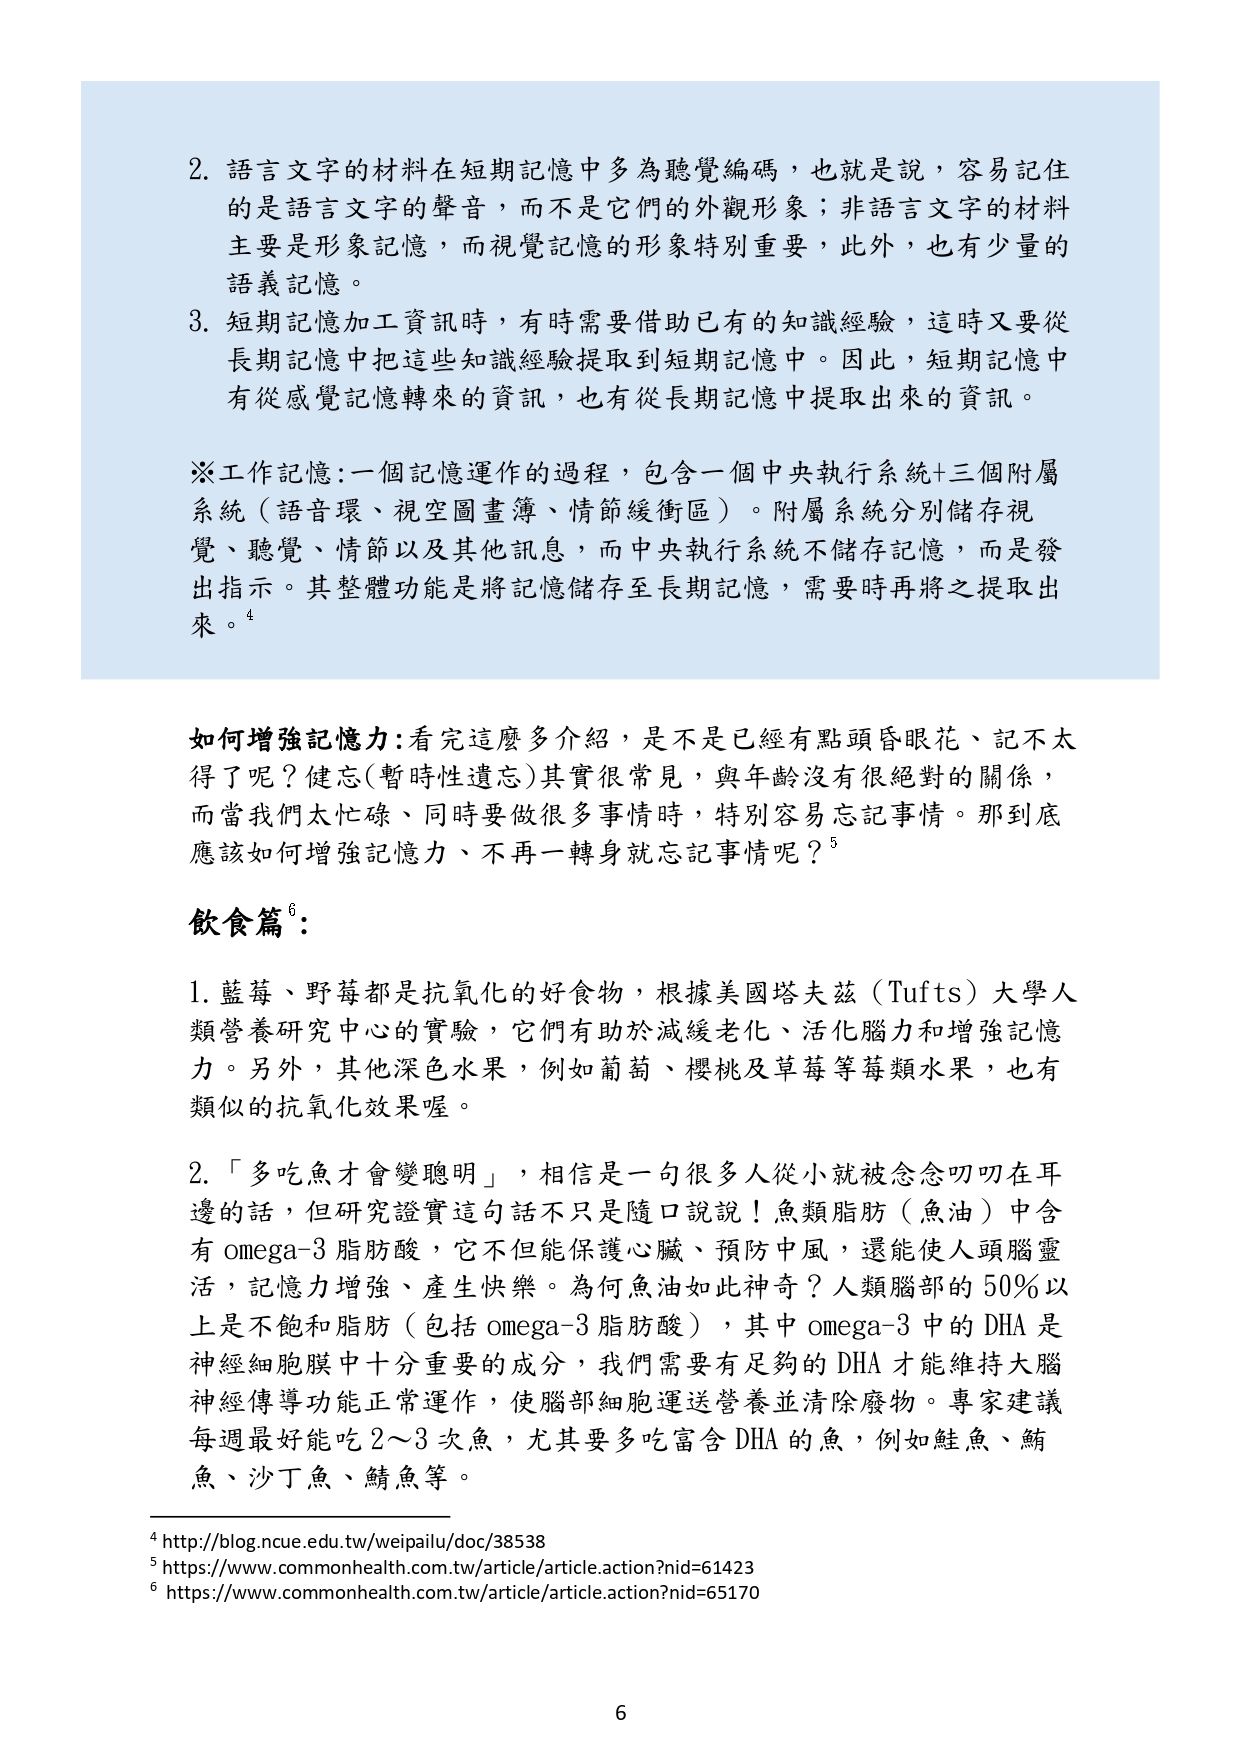 2. 語言文字的材料在短期記憶中多為聽覺編碼，也就是說，容易記住
的是語言文字的聲音，而不是它們的外觀形象；非語言文字的材料
主要是形象記憶，而視覺記憶的形象特別重要，此外，也有少量的
語義記憶。
3. 短期記憶加工資訊時，有時需要借助已有的知識經驗，這時又要從
長期記憶中把這些知識經驗提取到短期記憶中。因此，短期記憶中
有從感覺記憶轉來的資訊，也有從長期記憶中提取出來的資訊。
※工作記憶:一個記憶運作的過程，包含一個中央執行系統+三個附屬
系統（語音環、視空圖畫簿、情節緩衝區）。附屬系統分別儲存視
覺、聽覺、情節以及其他訊息，而中央執行系統不儲存記憶，而是發
出指示。其整體功能是將記憶儲存至長期記憶，需要時再將之提取出
來。4
如何增強記憶力:看完這麼多介紹，是不是已經有點頭昏眼花、記不太
得了呢？健忘(暫時性遺忘)其實很常見，與年齡沒有很絕對的關係，
而當我們太忙碌、同時要做很多事情時，特別容易忘記事情。那到底
應該如何增強記憶力、不再一轉身就忘記事情呢？5
飲食篇6:
1. 藍莓、野莓都是抗氧化的好食物，根據美國塔夫茲（Tufts）大學人
類營養研究中心的實驗，它們有助於減緩老化、活化腦力和增強記憶
力。另外，其他深色水果，例如葡萄、櫻桃及草莓等莓類水果，也有
類似的抗氧化效果喔。
2.「多吃魚才會變聰明」，相信是一句很多人從小就被念念叨叨在耳
邊的話，但研究證實這句話不只是隨口說說！魚類脂肪（魚油）中含
有 omega-3 脂肪酸，它不但能保護心臟、預防中風，還能使人頭腦靈
活，記憶力增強、產生快樂。為何魚油如此神奇？人類腦部的 50%以
上是不飽和脂肪（包括 omega-3 脂肪酸），其中 omega-3 中的 DHA 是
神經細胞膜中十分重要的成分，我們需要有足夠的 DHA 才能維持大腦
神經傳導功能正常運作，使腦部細胞運送營養並清除廢物。專家建議
每週最好能吃 2～3 次魚，尤其要多吃富含 DHA 的魚，例如鮭魚、鮪
魚、沙丁魚、鯖魚等。
4 http://blog.ncue.edu.tw/weipailu/doc/38538
5 https://www.commonhealth.com.tw/article/article.action?nid=61423
6 https://www.commonhealth.com.tw/article/article.action?nid=65170
6